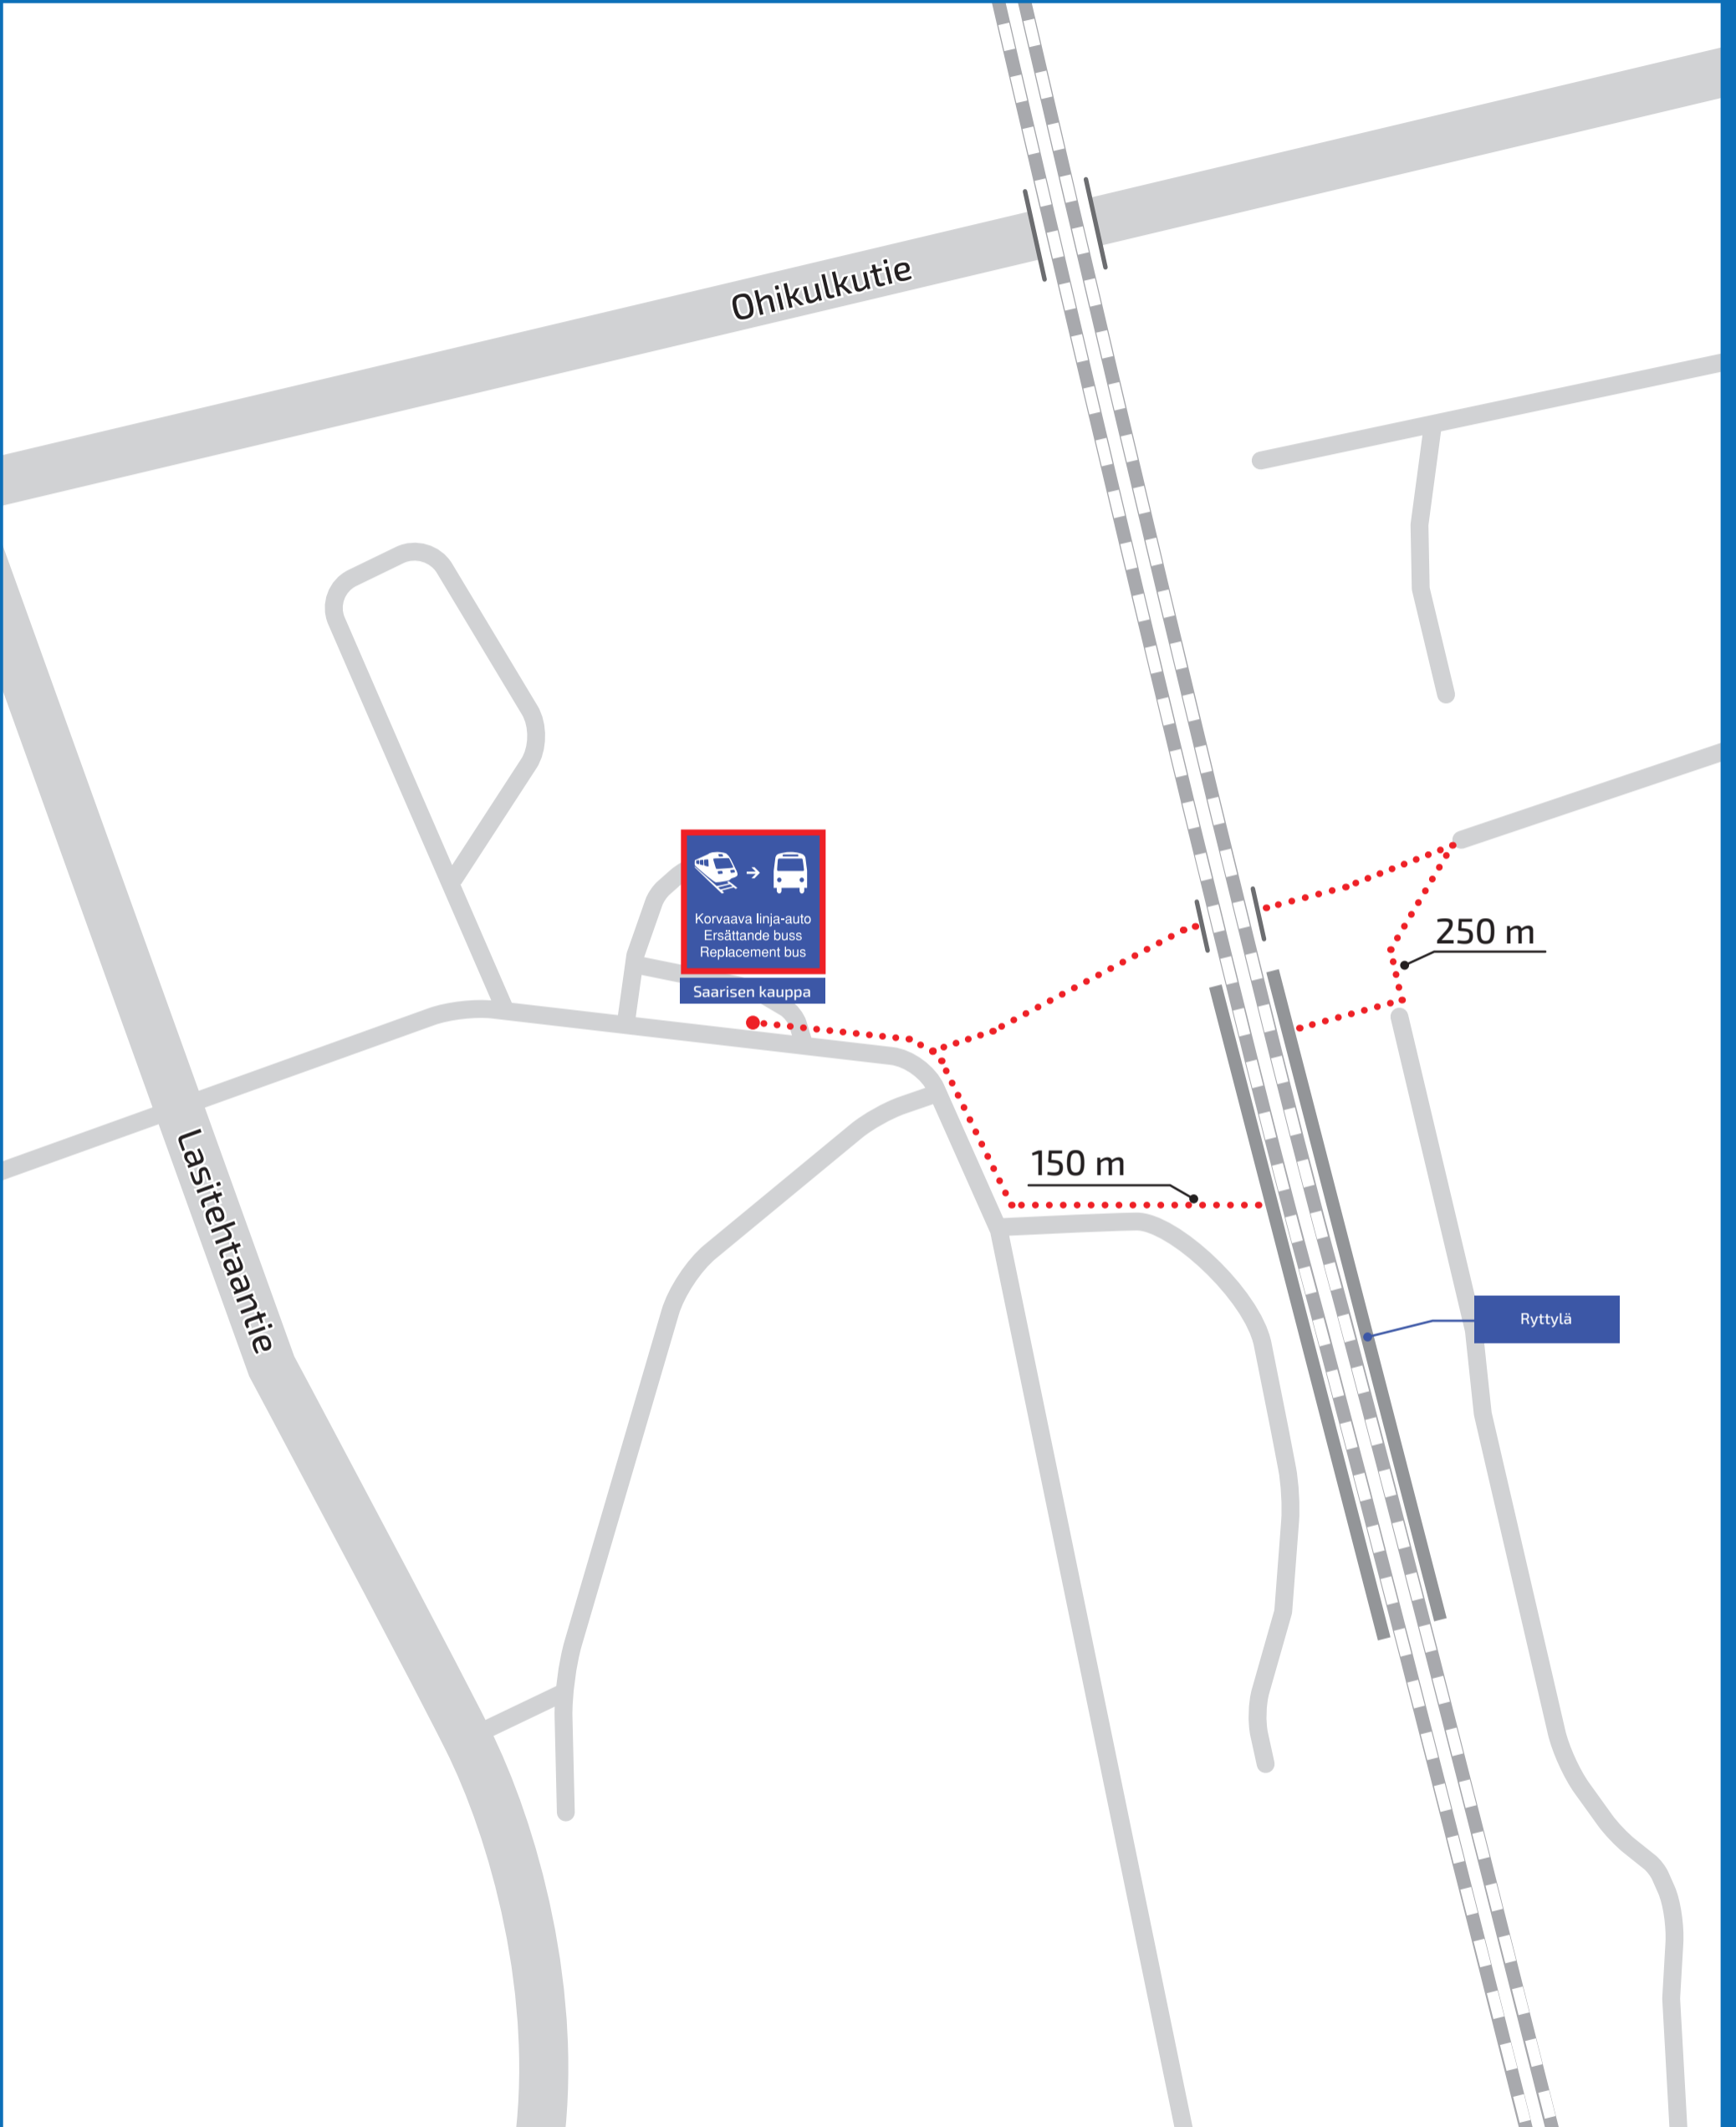 Ohikulkutie
Korvaava linja-auto
Ersättande buss
Replacement bus
Saarisen kauppa
250 m
150 m
Lasitehtaantie
Ryttylä